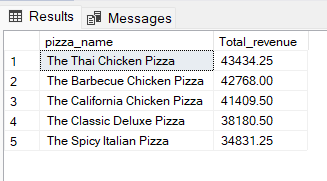 Results Messages
pizza_name Total_revenue
1 The Thai Chicken Pizza 43434.25
2 The Barbecue Chicken Pizza 42768.00
3 The California Chicken Pizza 41409.50
4 The Classic Deluxe Pizza 38180.50
5 The Spicy Italian Pizza 34831.25